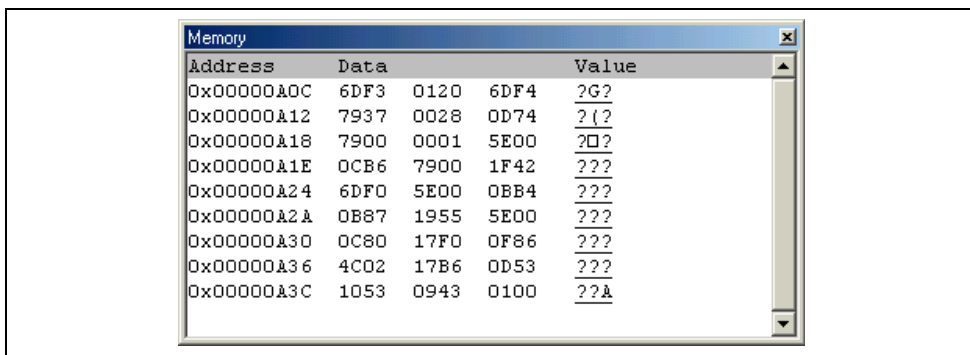 Memory
Address Data Value
0x00000A0C 6DF3 0120 6DF4 ?G?
0x00000A12 7937 0028 0D74 ?(?
0x00000A18 7900 0001 5E00 ?□?
0x00000A1E 0CB6 7900 1F42 ???
0x00000A24 6DF0 5E00 0BB4 ???
0x00000A2A 0B87 1955 5E00 ???
0x00000A30 0C80 17F0 0F86 ???
0x00000A36 4C02 17B6 0D53 ???
0x00000A3C 1053 0943 0100 ??A